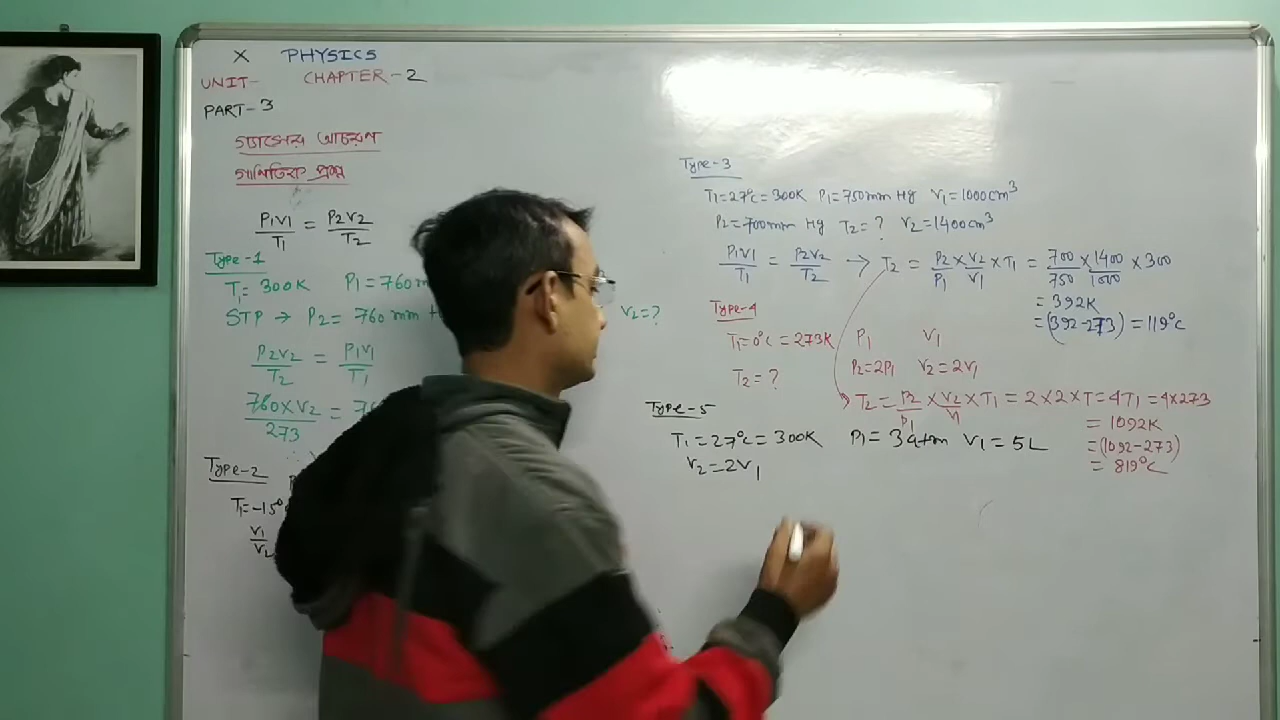 X PHYSICS
UNIT- CHAPTER-2
PART-3
গ্যাসের আচরণ
গাণিতিক প্রশ্ন
P1V1/T1 = P2V2/T2
Type-1
T1= 300K P1=760m
STP → P2= 760 mm
V2=?
P2V2/T2 = P1V1/T1
760×V2/273 =
Type-2
T1=-15°
V1/V2
Type-3
T1=27°C=300K P1=750mm Hg V1=1000cm³
P2=700mm Hg T2=? V2=1400cm³
P1V1/T1 = P2V2/T2 → T2 = P2/P1 × V2/V1 × T1 = 700/750 × 1400/1000 × 300
= 392K
=(392-273) = 119°C
Type-4
T1=0°C = 273K P1 V1
P2=2P1 V2=2V1
T2=?
T2 = P2/P1 × V2/V1 × T1 = 2×2×T=4T1 = 4×273
= 1092K
=(1092-273)
= 819°C
Type-5
T1=27°C=300K P1= 3atm V1=5L
V2=2V1